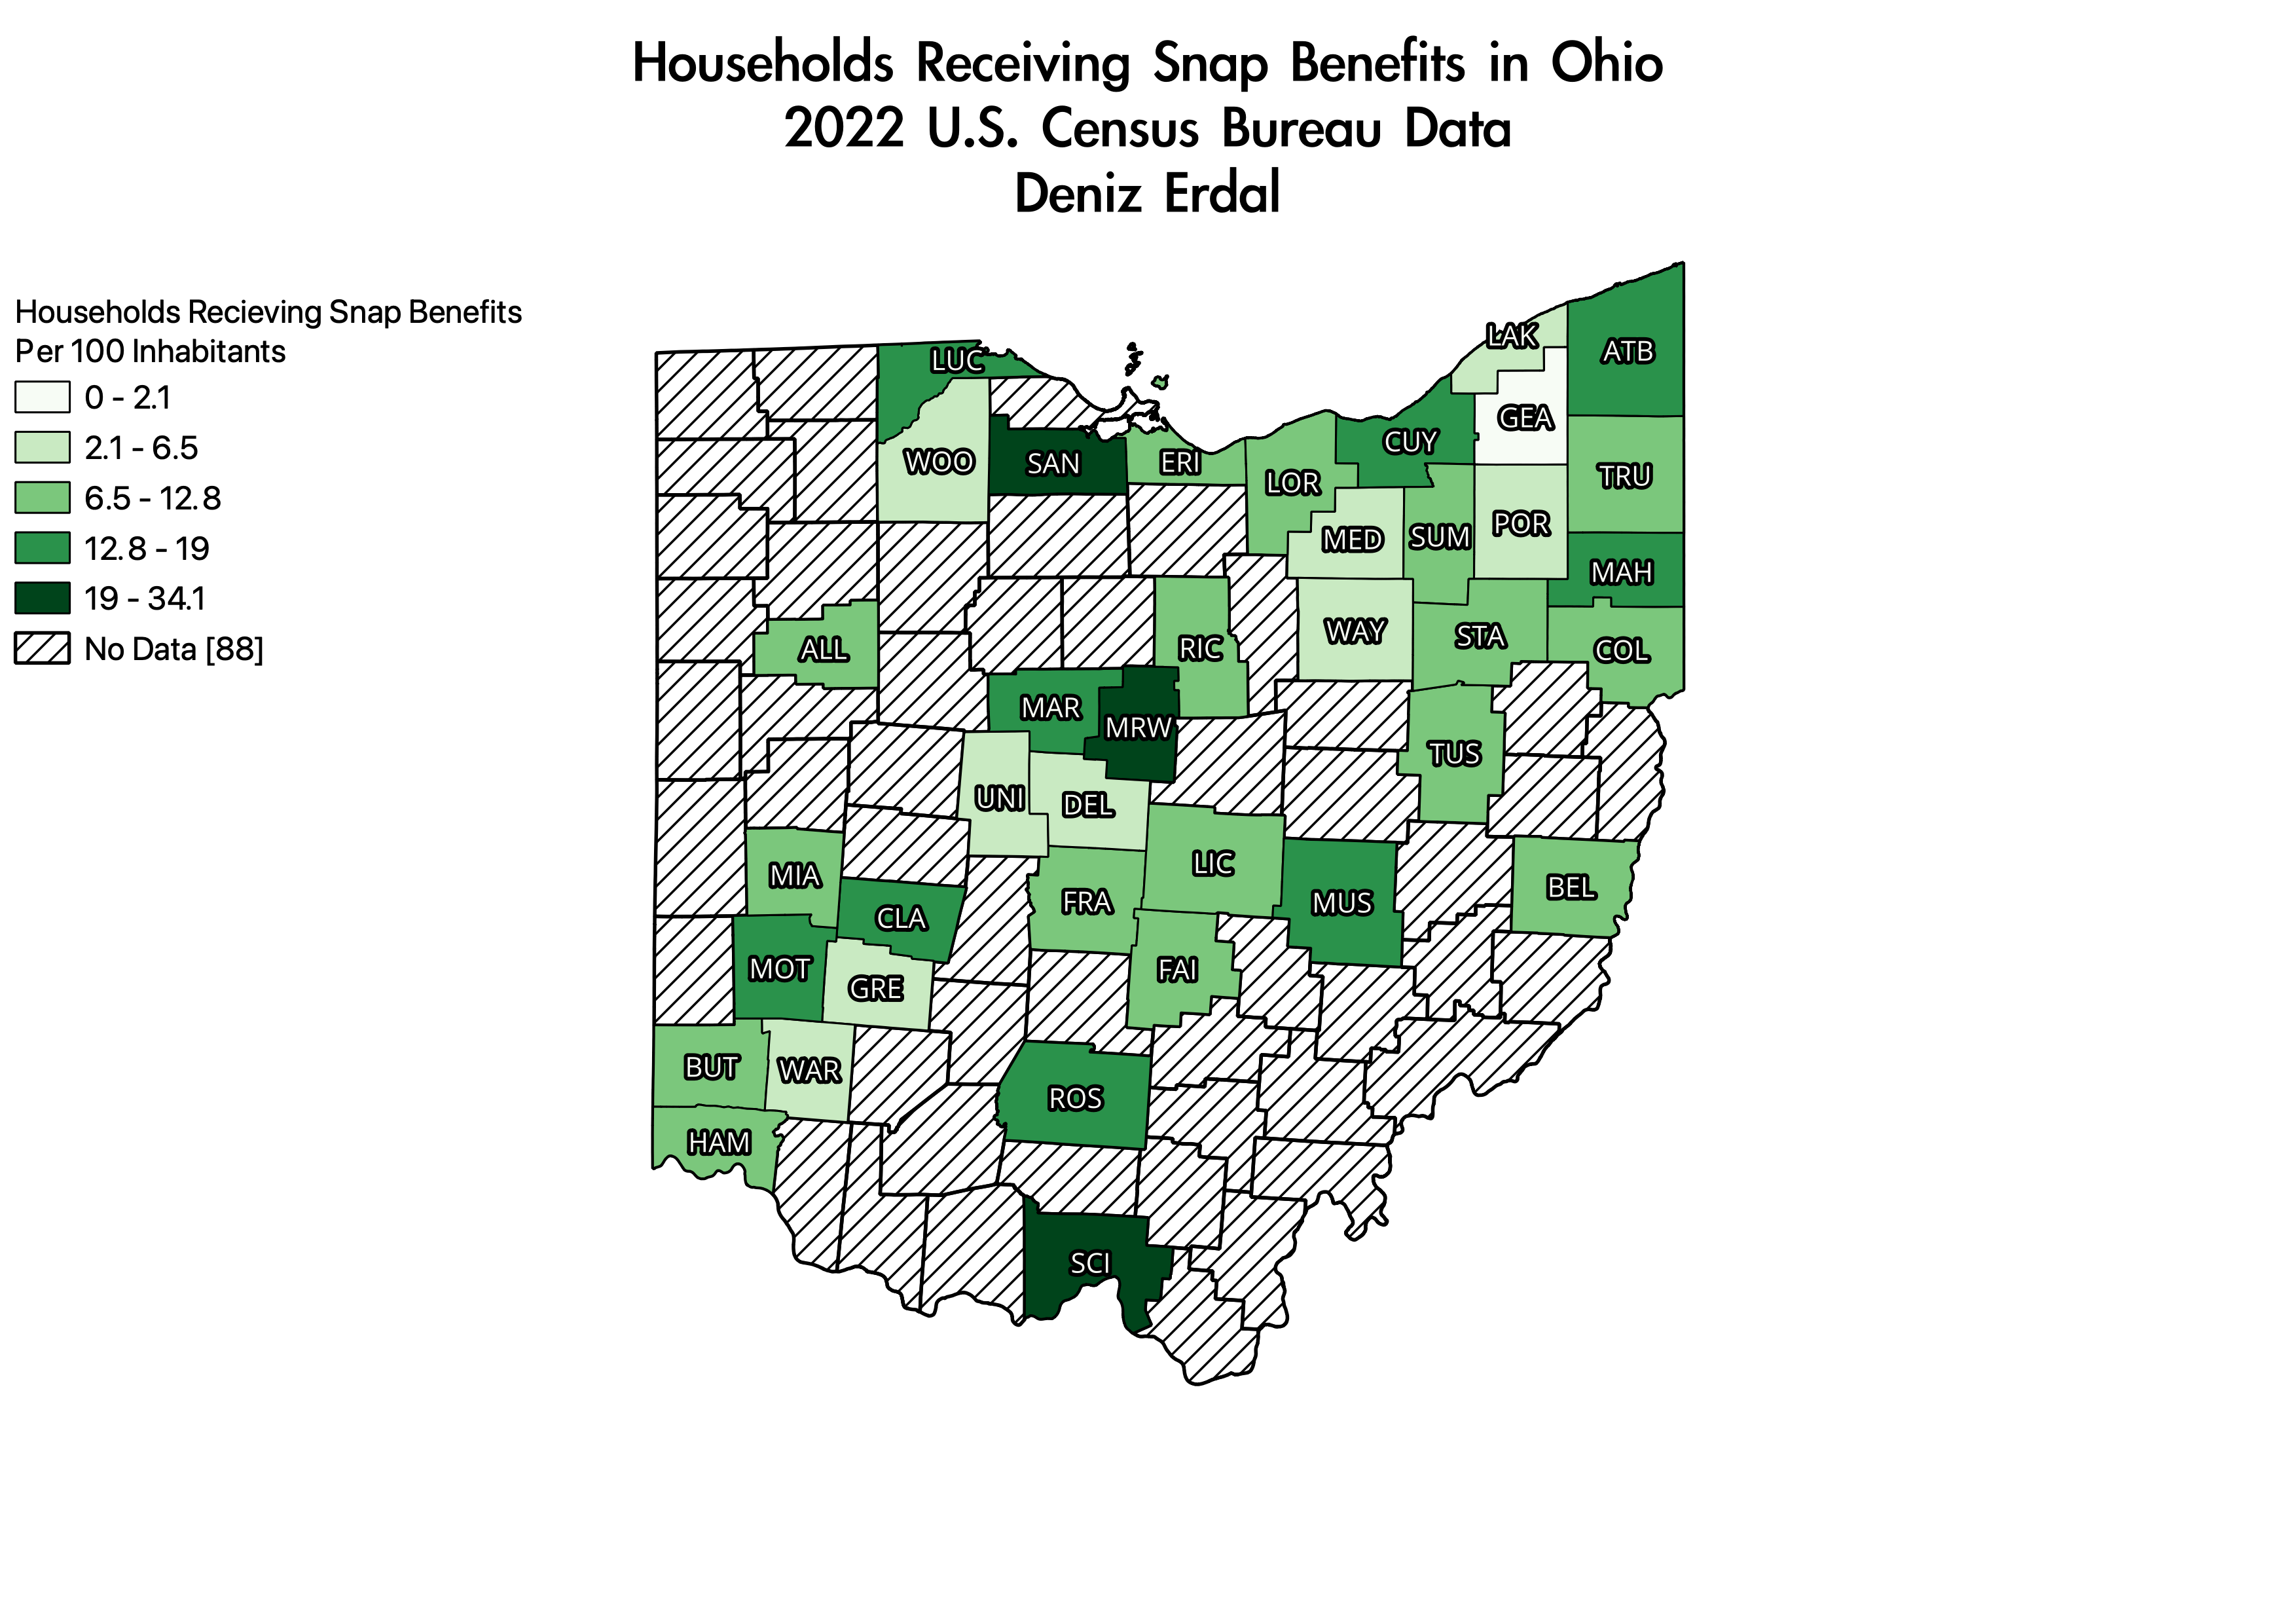 Households Receiving Snap Benefits in Ohio
2022 U.S. Census Bureau Data
Deniz Erdal
Households Recieving Snap Benefits
Per 100 Inhabitants
0 - 2.1
2.1 - 6.5
6.5 - 12.8
12.8 - 19
19 - 34.1
No Data [88]
LAK
ATB
LUC
GEA
CUY
WOO
SAN
ERI
LOR
TRU
POR
MED
SUM
MAH
WAY
STA
ALL
RIC
COL
MAR
MRW
TUS
UNI
DEL
LIC
MIA
BEL
FRA
MUS
CLA
MOT
FAI
GRE
BUT
WAR
ROS
HAM
SCI